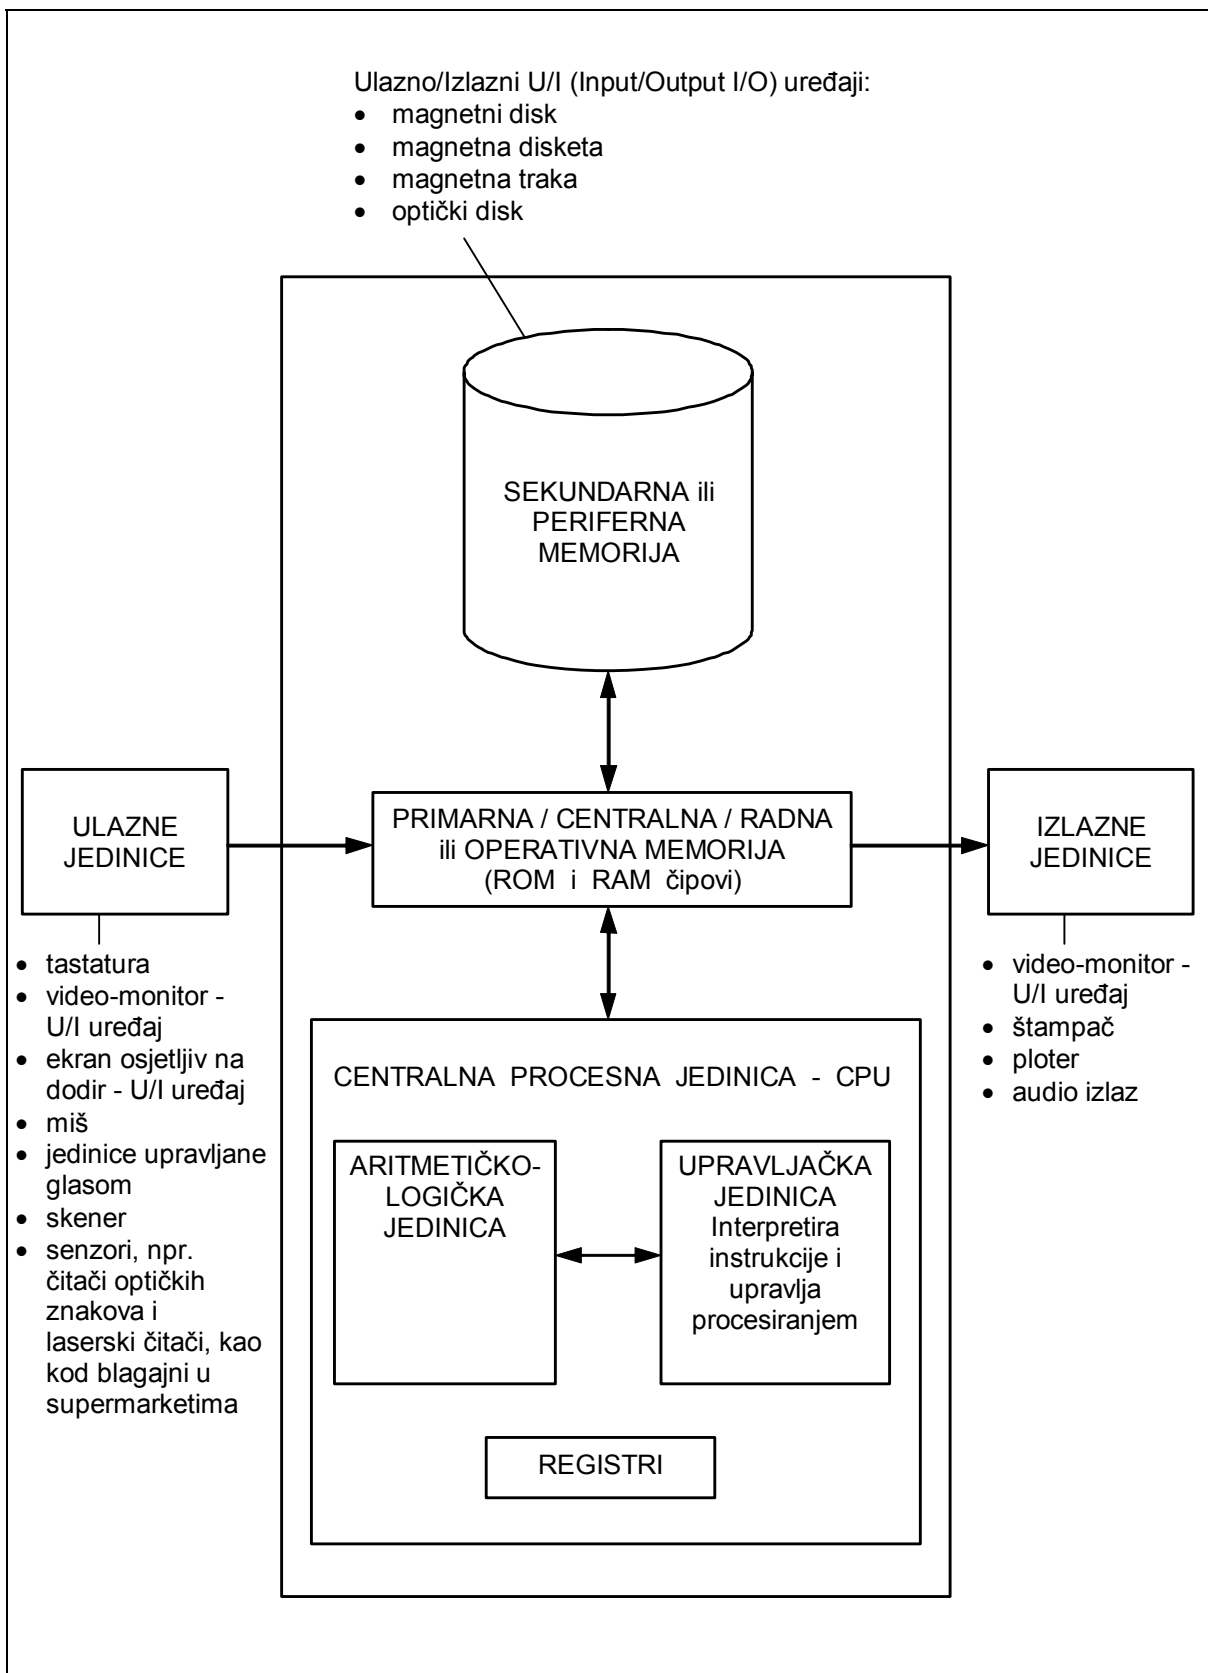 Ulazno/Izlazni U/I (Input/Output I/O) uređaji:
• magnetni disk
• magnetna disketa
• magnetna traka
• optički disk
SEKUNDARNA ili
PERIFERNA
MEMORIJA
ULAZNE
JEDINICE
PRIMARNA / CENTRALNA / RADNA
ili OPERATIVNA MEMORIJA
(ROM i RAM čipovi)
IZLAZNE
JEDINICE
• tastatura
• video-monitor -
U/I uređaj
• ekran osjetljiv na
dodir - U/I uređaj
• miš
• jedinice upravljane
glasom
• skener
• senzori, npr.
čitači optičkih
znakova i
laserski čitači, kao
kod blagajni u
supermarketima
• video-monitor -
U/I uređaj
• štampač
• ploter
• audio izlaz
CENTRALNA PROCESNA JEDINICA - CPU
ARITMETIČKO-
LOGIČKA
JEDINICA
UPRAVLJAČKA
JEDINICA
Interpretira
instrukcije i
upravlja
procesiranjem
REGISTRI